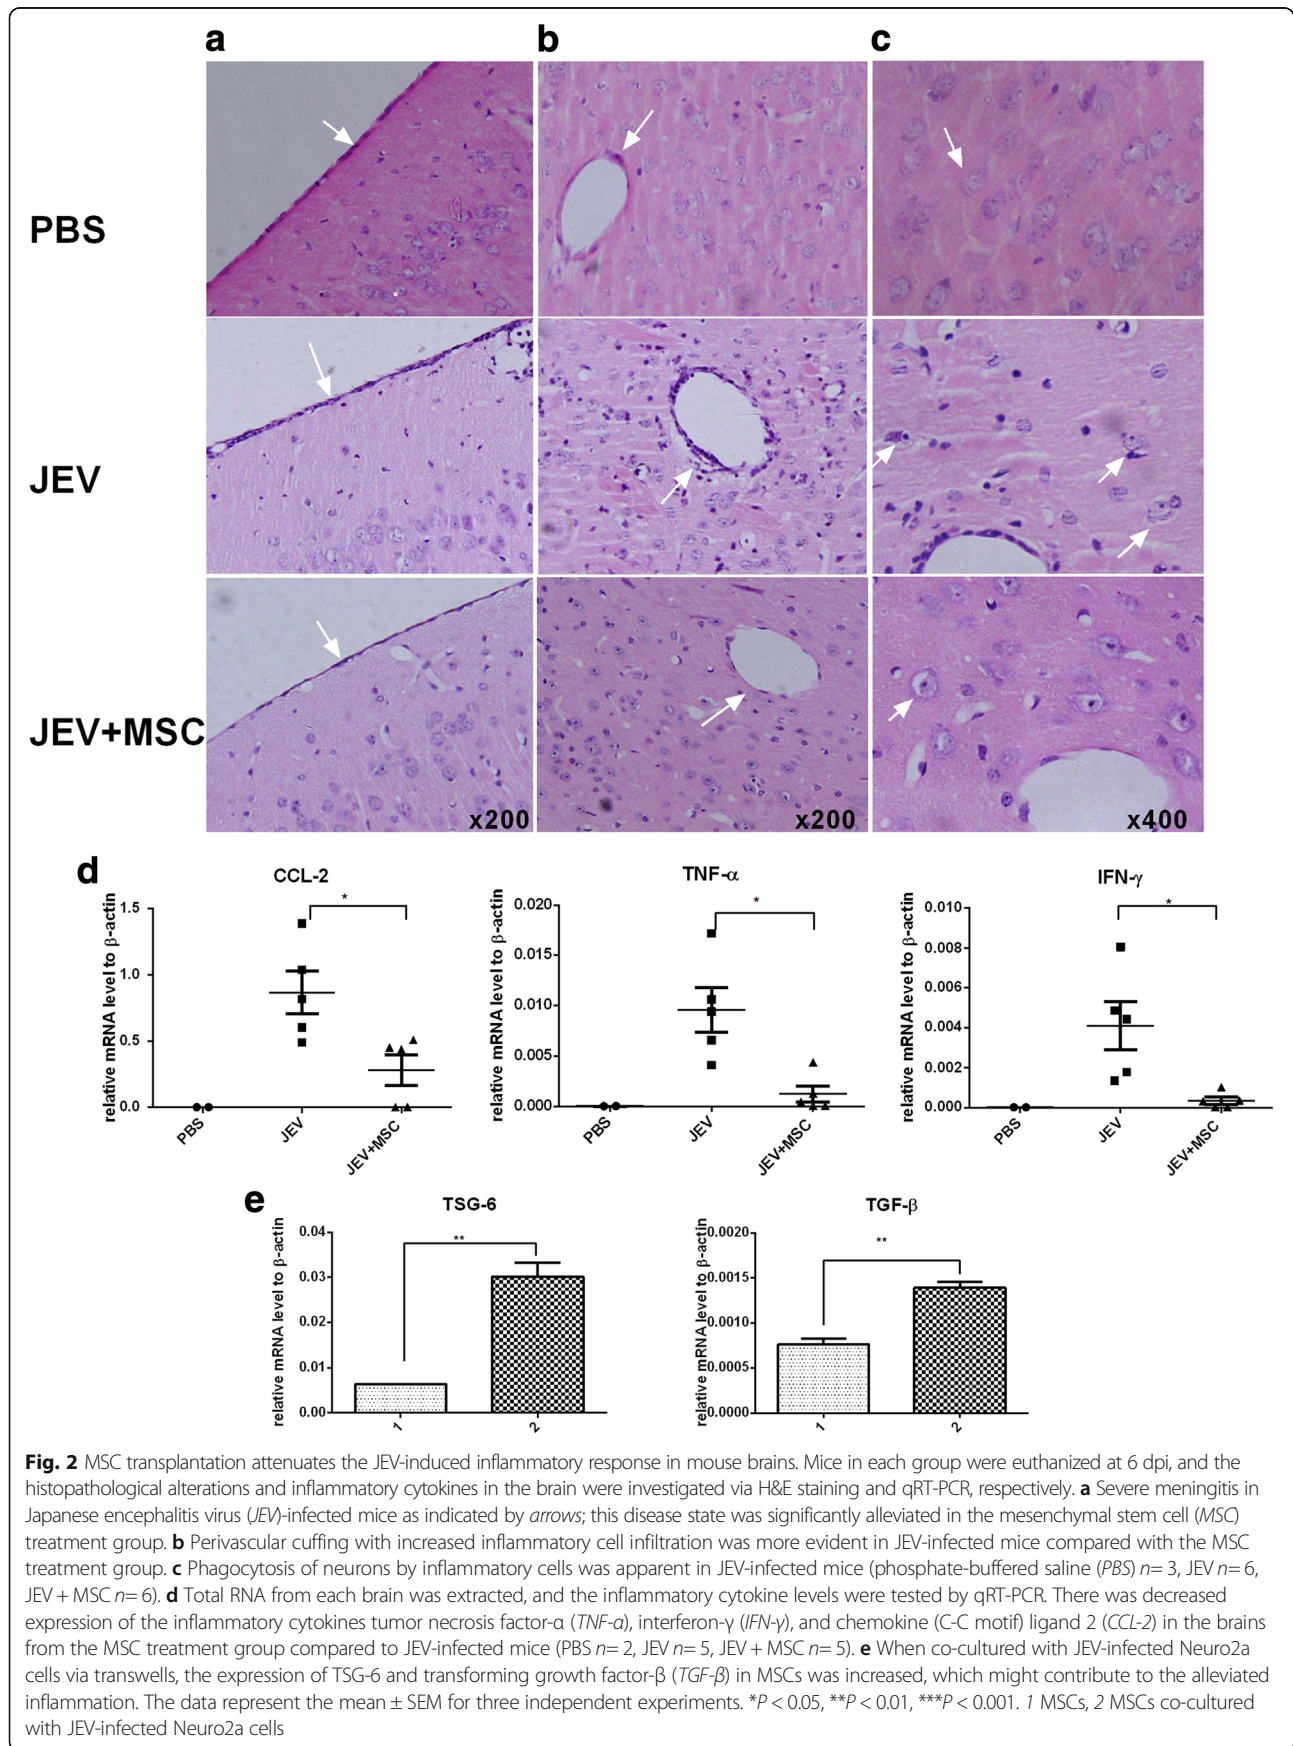 a
b
c
PBS
JEV
JEV+MSC
x200
x200
x400
d
CCL-2
relative mRNA level to β-actin
1.5
1.0
0.5
0.0
*
PBS
JEV
JEV+MSC
TNF-α
relative mRNA level to β-actin
0.020
0.015
0.010
0.005
0.000
*
PBS
JEV
JEV+MSC
IFN-γ
relative mRNA level to β-actin
0.010
0.008
0.006
0.004
0.002
0.000
*
PBS
JEV
JEV+MSC
e
TSG-6
relative mRNA level to β-actin
0.04
0.03
0.02
0.01
0.00
**
1
2
TGF-β
relative mRNA level to β-actin
0.0020
0.0015
0.0010
0.0005
0.0000
**
1
2
Fig. 2 MSC transplantation attenuates the JEV-induced inflammatory response in mouse brains. Mice in each group were euthanized at 6 dpi, and the
histopathological alterations and inflammatory cytokines in the brain were investigated via H&E staining and qRT-PCR, respectively. a Severe meningitis in
Japanese encephalitis virus (JEV)-infected mice as indicated by arrows; this disease state was significantly alleviated in the mesenchymal stem cell (MSC)
treatment group. b Perivascular cuffing with increased inflammatory cell infiltration was more evident in JEV-infected mice compared with the MSC
treatment group. c Phagocytosis of neurons by inflammatory cells was apparent in JEV-infected mice (phosphate-buffered saline (PBS) n= 3, JEV n= 6,
JEV + MSC n= 6). d Total RNA from each brain was extracted, and the inflammatory cytokine levels were tested by qRT-PCR. There was decreased
expression of the inflammatory cytokines tumor necrosis factor-α (TNF-α), interferon-γ (IFN-γ), and chemokine (C-C motif) ligand 2 (CCL-2) in the brains
from the MSC treatment group compared to JEV-infected mice (PBS n= 2, JEV n= 5, JEV + MSC n= 5). e When co-cultured with JEV-infected Neuro2a
cells via transwells, the expression of TSG-6 and transforming growth factor-β (TGF-β) in MSCs was increased, which might contribute to the alleviated
inflammation. The data represent the mean ± SEM for three independent experiments. *P < 0.05, **P < 0.01, ***P < 0.001. 1 MSCs, 2 MSCs co-cultured
with JEV-infected Neuro2a cells